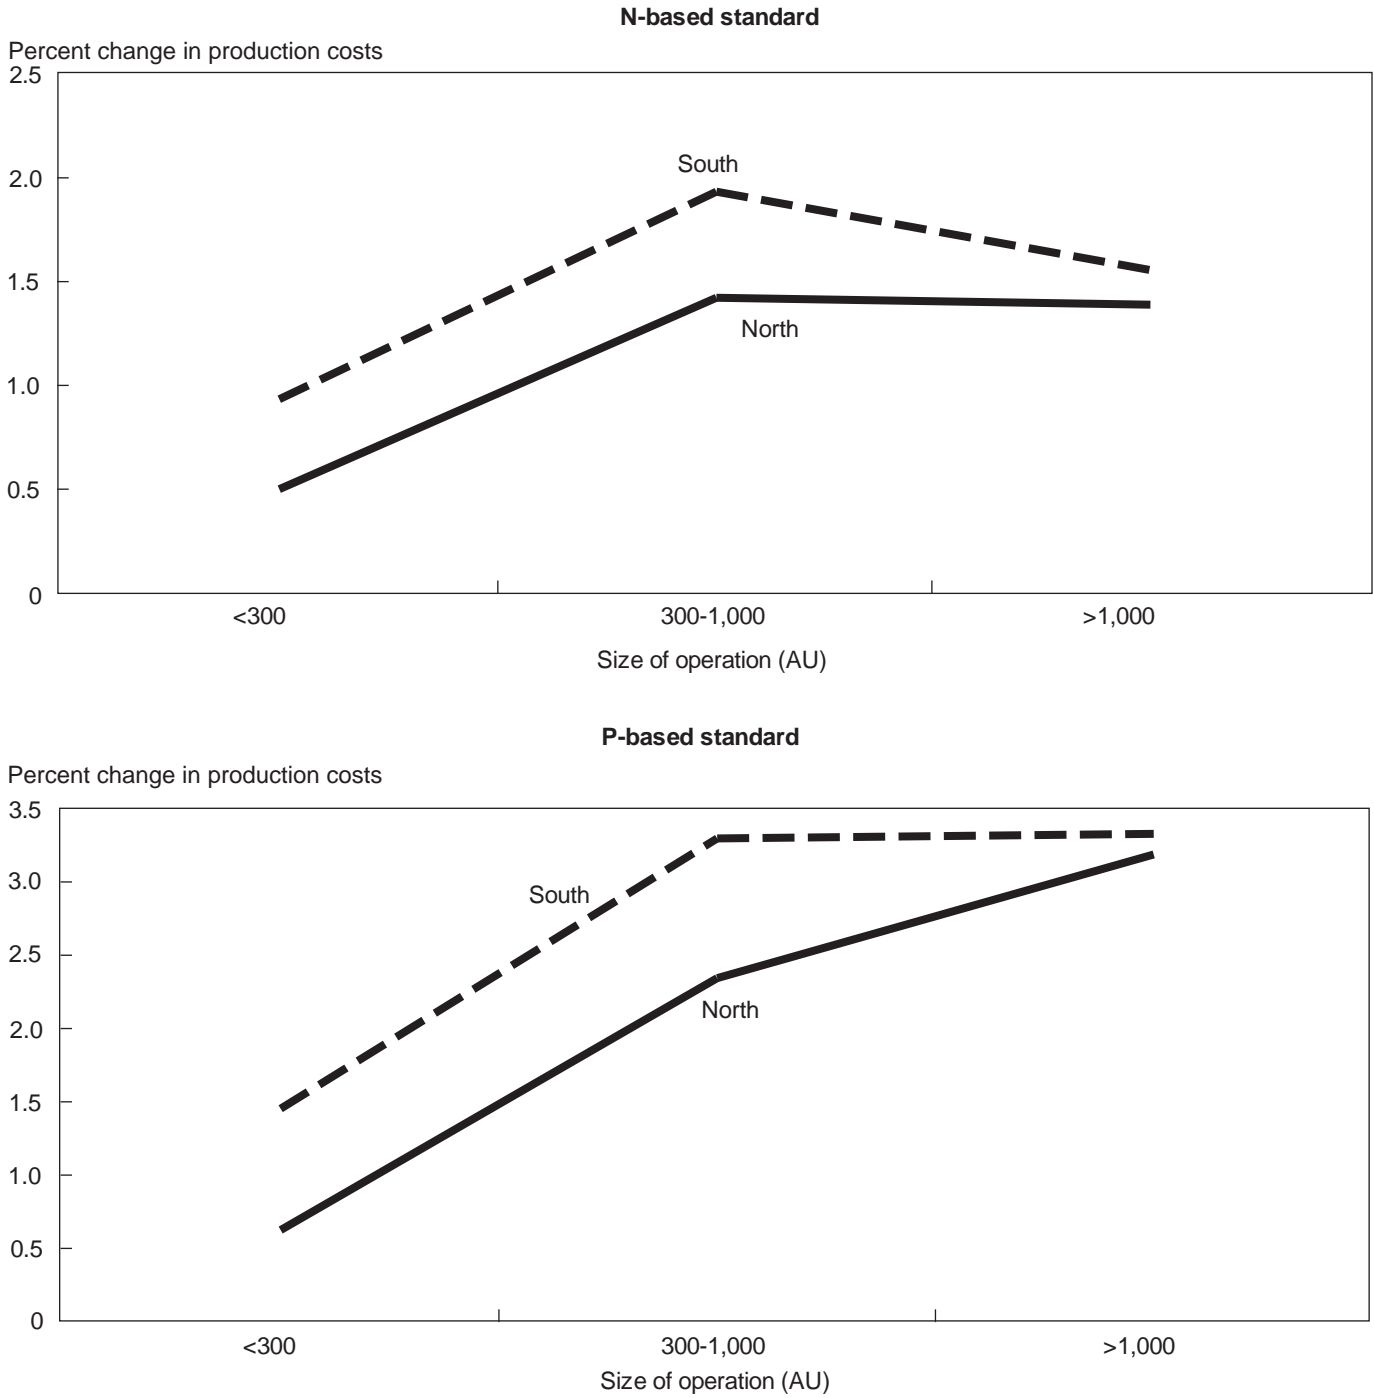 N-based standard
Percent change in production costs
2.5
2.0
South
1.5
North
1.0
0.5
0
<300 300-1,000 >1,000
Size of operation (AU)
P-based standard
Percent change in production costs
3.5
3.0
South
2.5
North
2.0
1.5
1.0
0.5
0
<300 300-1,000 >1,000
Size of operation (AU)